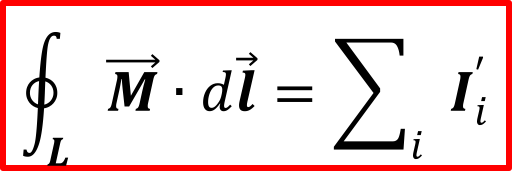 ∮_L M⃗ · dl⃗ = ∑_i I′_i